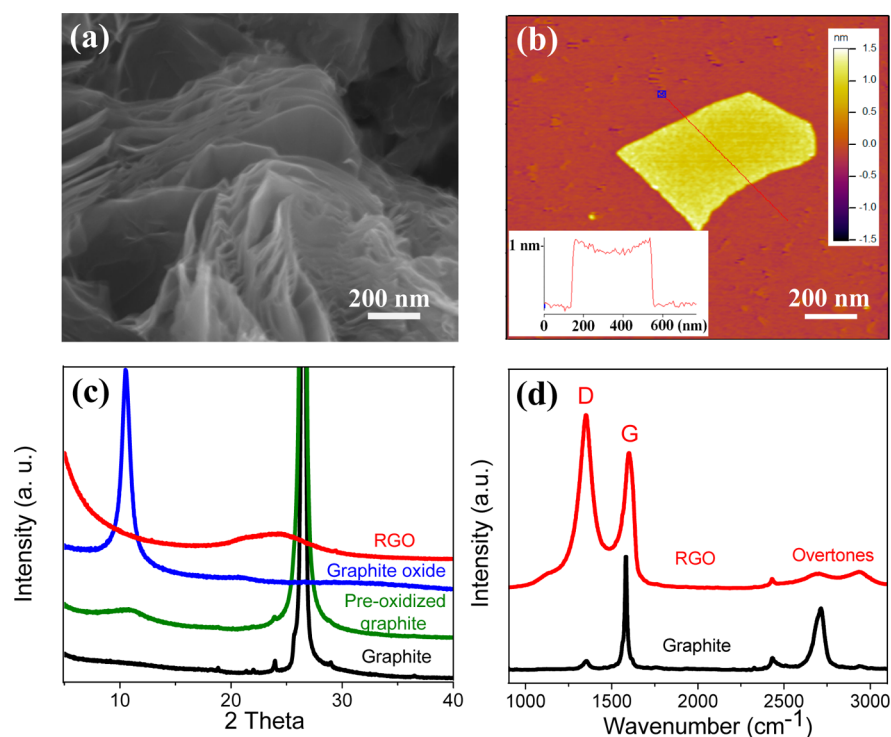 (a)
200 nm
(b)
nm
1.5
1.0
0.5
0.0
-0.5
-1.0
-1.5
1 nm
0 200 400 600 (nm)
200 nm
(c)
Intensity (a. u.)
RGO
Graphite oxide
Pre-oxidized
graphite
Graphite
10 20 30 40
2 Theta
(d)
Intensity (a.u.)
D
G
RGO
Overtones
Graphite
1000 1500 2000 2500 3000
Wavenumber (cm⁻¹)